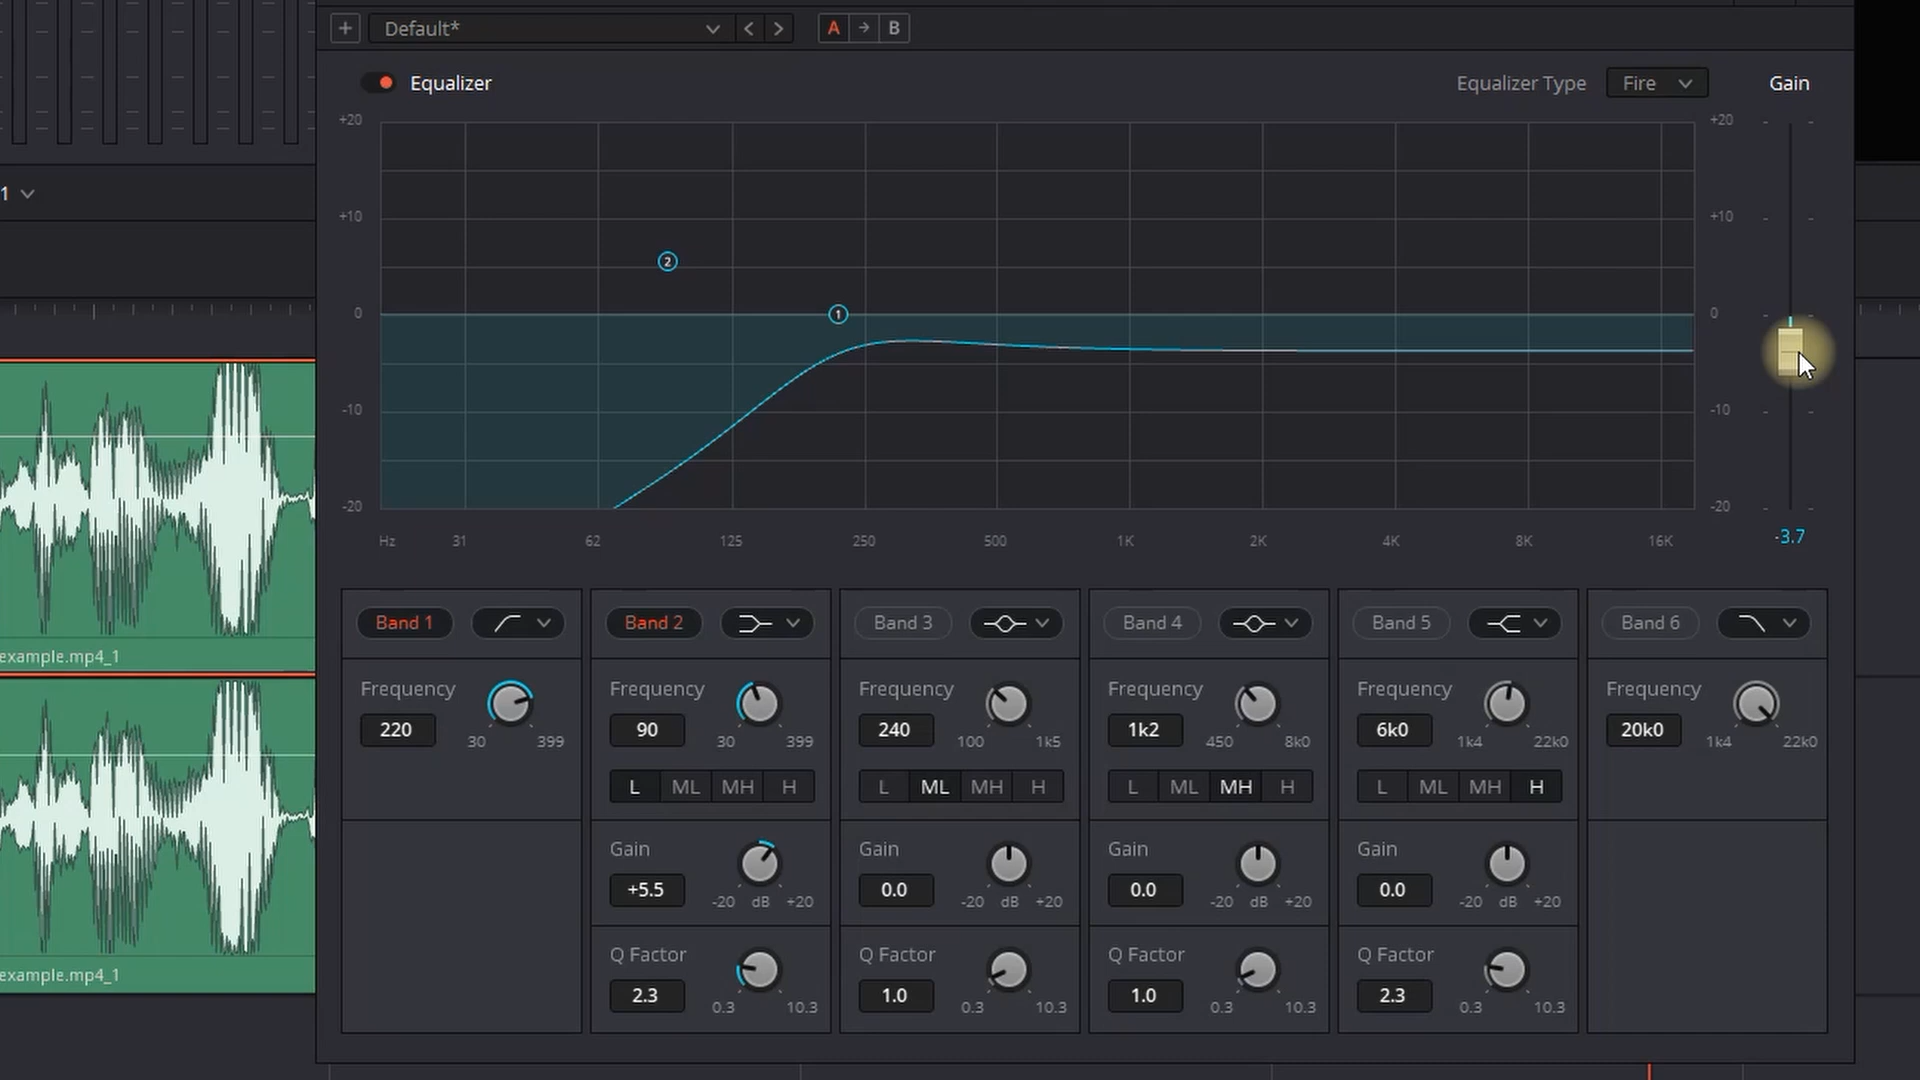 + Default* < > A → B
Equalizer Equalizer Type Fire Gain
+20 +20
1
+10 +10
2
0 1 0
-10 -10
-20 -20
Hz 31 62 125 250 500 1K 2K 4K 8K 16K -3.7
Band 1 Band 2 Band 3 Band 4 Band 5 Band 6
example.mp4_1
Frequency Frequency Frequency Frequency Frequency Frequency
220 30 399 90 30 399 240 100 1k5 1k2 450 8k0 6k0 1k4 22k0 20k0 1k4 22k0
L ML MH H L ML MH H L ML MH H L ML MH H
Gain Gain Gain Gain
+5.5 -20 dB +20 0.0 -20 dB +20 0.0 -20 dB +20 0.0 -20 dB +20
Q Factor Q Factor Q Factor Q Factor
example.mp4_1
2.3 0.3 10.3 1.0 0.3 10.3 1.0 0.3 10.3 2.3 0.3 10.3